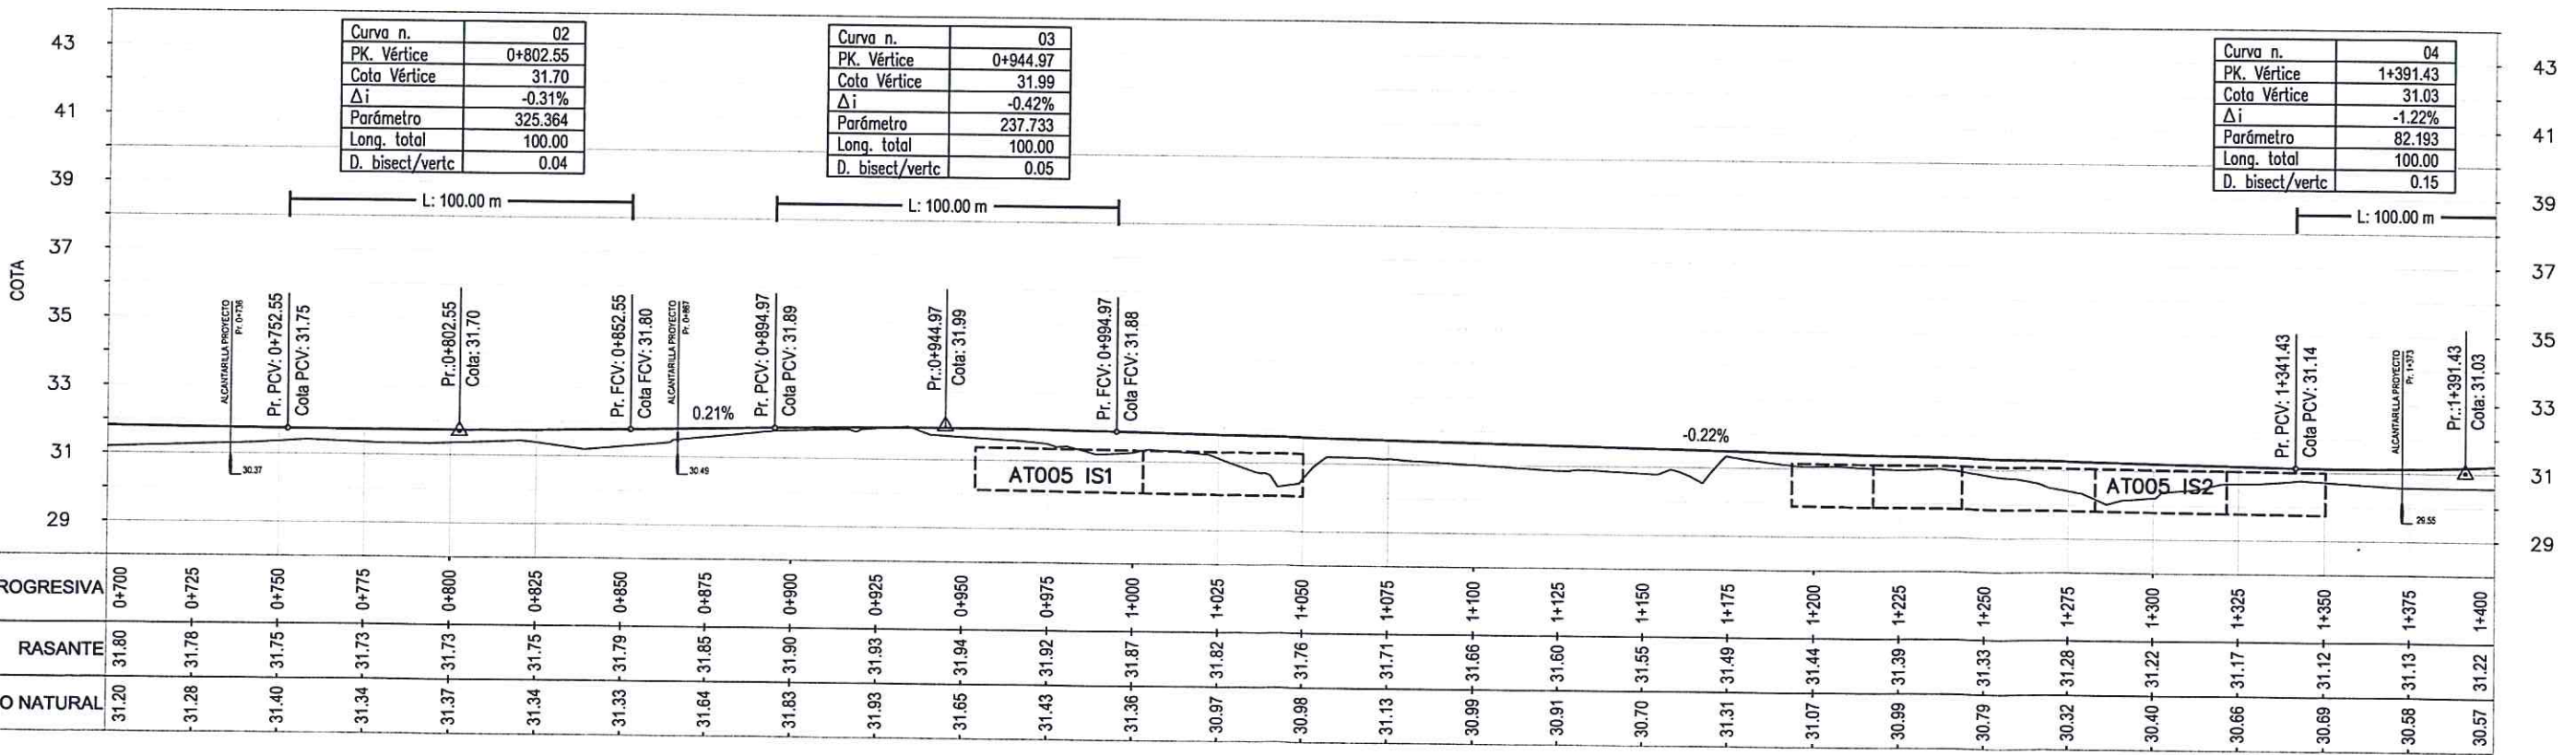 Curva n. 02
PK. Vértice 0+802.55
Cota Vértice 31.70
Δi -0.31%
Parámetro 325.364
Long. total 100.00
D. bisect/vertc 0.04
Curva n. 03
PK. Vértice 0+944.97
Cota Vértice 31.99
Δi -0.42%
Parámetro 237.733
Long. total 100.00
D. bisect/vertc 0.05
Curva n. 04
PK. Vértice 1+391.43
Cota Vértice 31.03
Δi -1.22%
Parámetro 82.193
Long. total 100.00
D. bisect/vertc 0.15
L: 100.00 m
L: 100.00 m
L: 100.00 m
COTA
43
41
39
37
35
33
31
29
43
41
39
37
35
33
31
29
ALCANTARILLA PROYECTO
Pr. 0+736
30.37
Pr. PCV: 0+752.55
Cota PCV: 31.75
Pr.:0+802.55
Cota: 31.70
Pr. FCV: 0+852.55
Cota FCV: 31.80
ALCANTARILLA PROYECTO
Pr. 0+867
30.49
0.21%
Pr. PCV: 0+894.97
Cota PCV: 31.89
Pr.:0+944.97
Cota: 31.99
Pr. FCV: 0+994.97
Cota FCV: 31.88
-0.22%
Pr. PCV: 1+341.43
Cota PCV: 31.14
ALCANTARILLA PROYECTO
Pr. 1+373
29.55
Pr.:1+391.43
Cota: 31.03
AT005 IS1
AT005 IS2
ROGRESIVA 0+700 0+725 0+750 0+775 0+800 0+825 0+850 0+875 0+900 0+925 0+950 0+975 1+000 1+025 1+050 1+075 1+100 1+125 1+150 1+175 1+200 1+225 1+250 1+275 1+300 1+325 1+350 1+375 1+400
RASANTE 31.80 31.78 31.75 31.73 31.73 31.75 31.79 31.85 31.90 31.93 31.94 31.92 31.87 31.82 31.76 31.71 31.66 31.60 31.55 31.49 31.44 31.39 31.33 31.28 31.22 31.17 31.12 31.13 31.22
O NATURAL 31.20 31.28 31.40 31.34 31.37 31.34 31.33 31.64 31.83 31.93 31.65 31.43 31.36 30.97 30.98 31.13 30.99 30.91 30.70 31.31 31.07 30.99 30.79 30.32 30.40 30.66 30.69 30.58 30.57